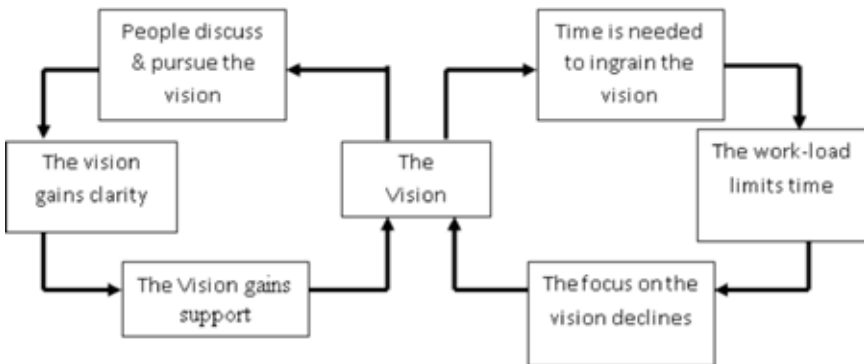 People discuss
& pursue the
vision
Time is needed
to ingrain the
vision
The vision
gains clarity
The
Vision
The work-load
limits time
The Vision gains
support
The focus on the
vision declines